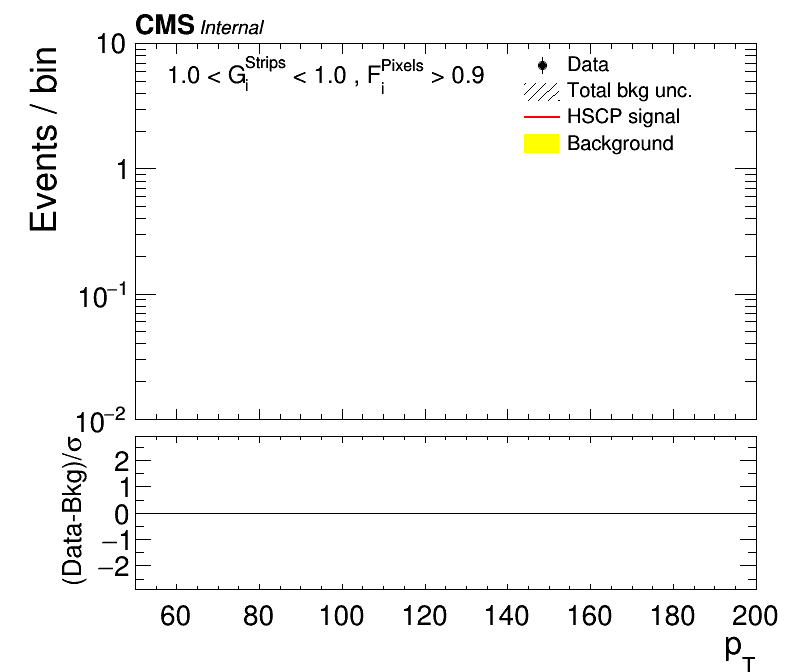 CMS Internal
10
1.0 < G_i^Strips < 1.0 , F_i^Pixels > 0.9
Data
Total bkg unc.
HSCP signal
Background
Events / bin
1
10^−1
10^−2
(Data-Bkg)/σ
2
1
0
−1
−2
60 80 100 120 140 160 180 200
p_T